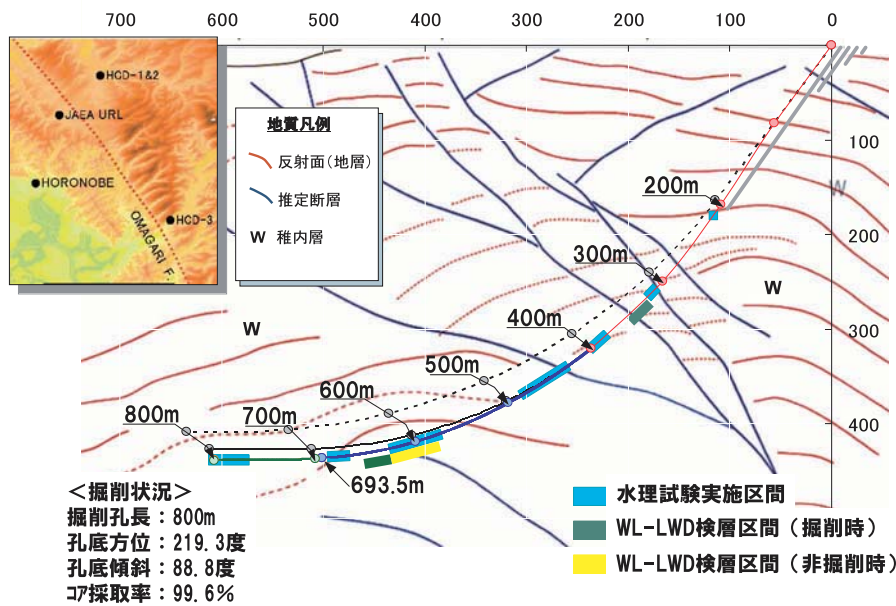 700 600 500 400 300 200 100 0
HCD-1&2
JAEA URL
HORONOBE
HCD-3
OMAGARI F.
地質凡例
反射面(地層)
推定断層
W 稚内層
100
200
300
400
W
W
W
200m
300m
400m
500m
600m
700m
800m
693.5m
<掘削状況>
掘削孔長:800m
孔底方位:219.3度
孔底傾斜:88.8度
コア採取率:99.6%
水理試験実施区間
WL-LWD検層区間(掘削時)
WL-LWD検層区間(非掘削時)